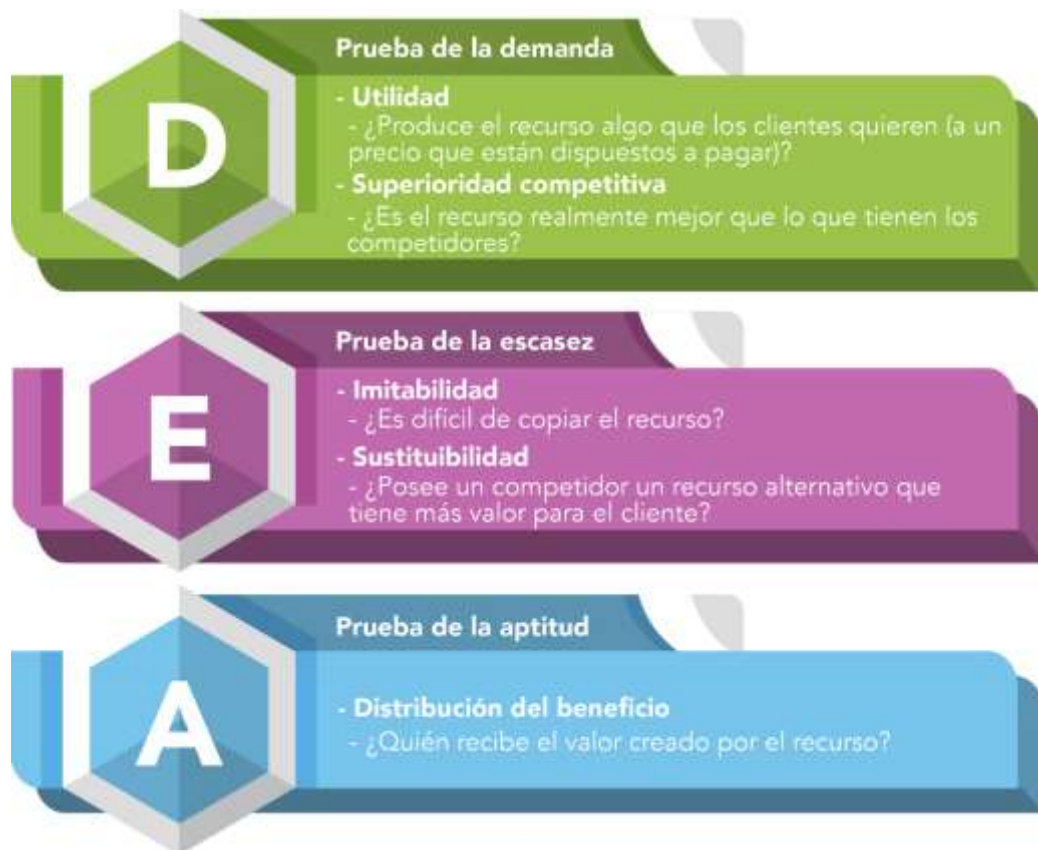 D
Prueba de la demanda
- Utilidad
- ¿Produce el recurso algo que los clientes quieren (a un
precio que están dispuestos a pagar)?
- Superioridad competitiva
- ¿Es el recurso realmente mejor que lo que tienen los
competidores?
E
Prueba de la escasez
- Imitabilidad
- ¿Es difícil de copiar el recurso?
- Sustituibilidad
- ¿Posee un competidor un recurso alternativo que
tiene más valor para el cliente?
A
Prueba de la aptitud
- Distribución del beneficio
- ¿Quién recibe el valor creado por el recurso?